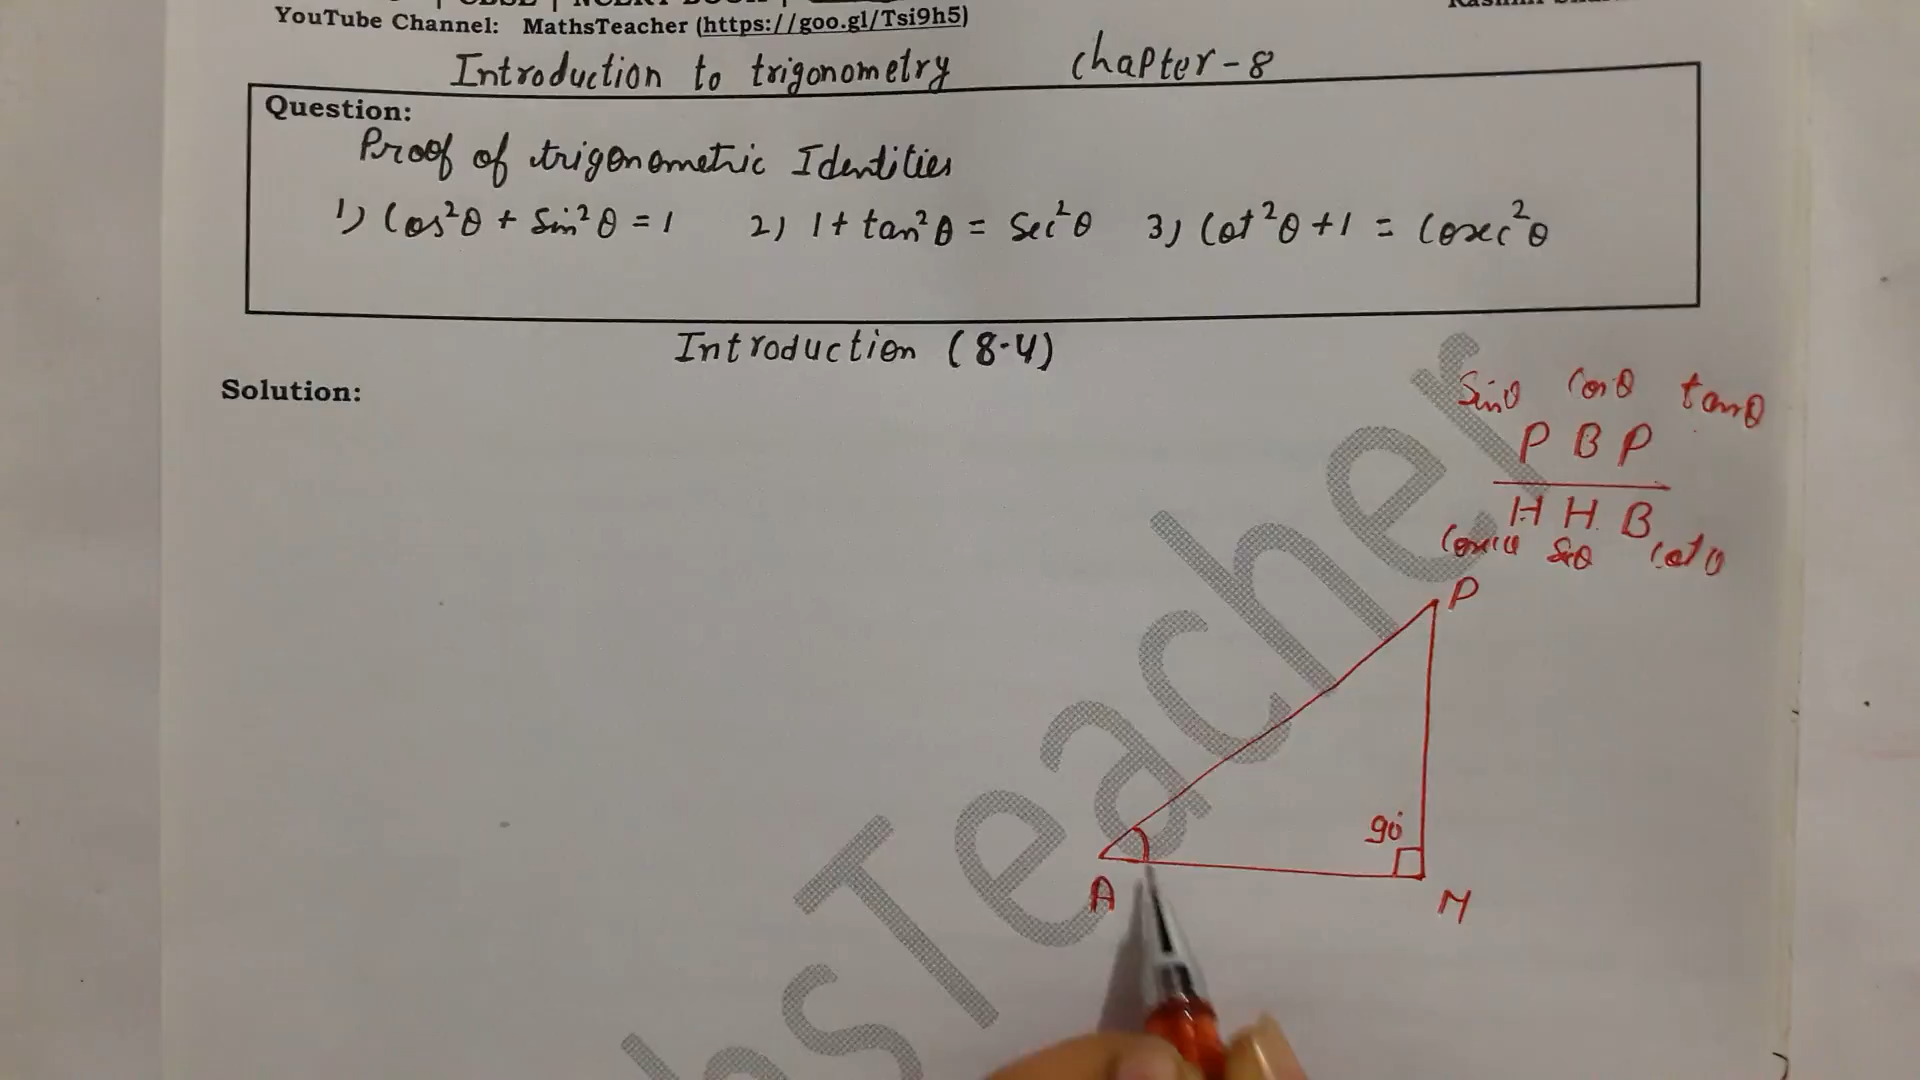 YouTube Channel: MathsTeacher (https://goo.gl/Tsi9h5)
Introduction to trigonometry chapter-8
Question:
Proof of trigonometric Identities
1) Cos²θ + Sin²θ = 1 2) 1 + tan²θ = Sec²θ 3) Cot²θ + 1 = Cosec²θ
Introduction (8.4)
Solution:
Sinθ Cosθ tanθ
P B P
H H B
Cosecθ Secθ Cotθ
P
90°
A M
Teacher